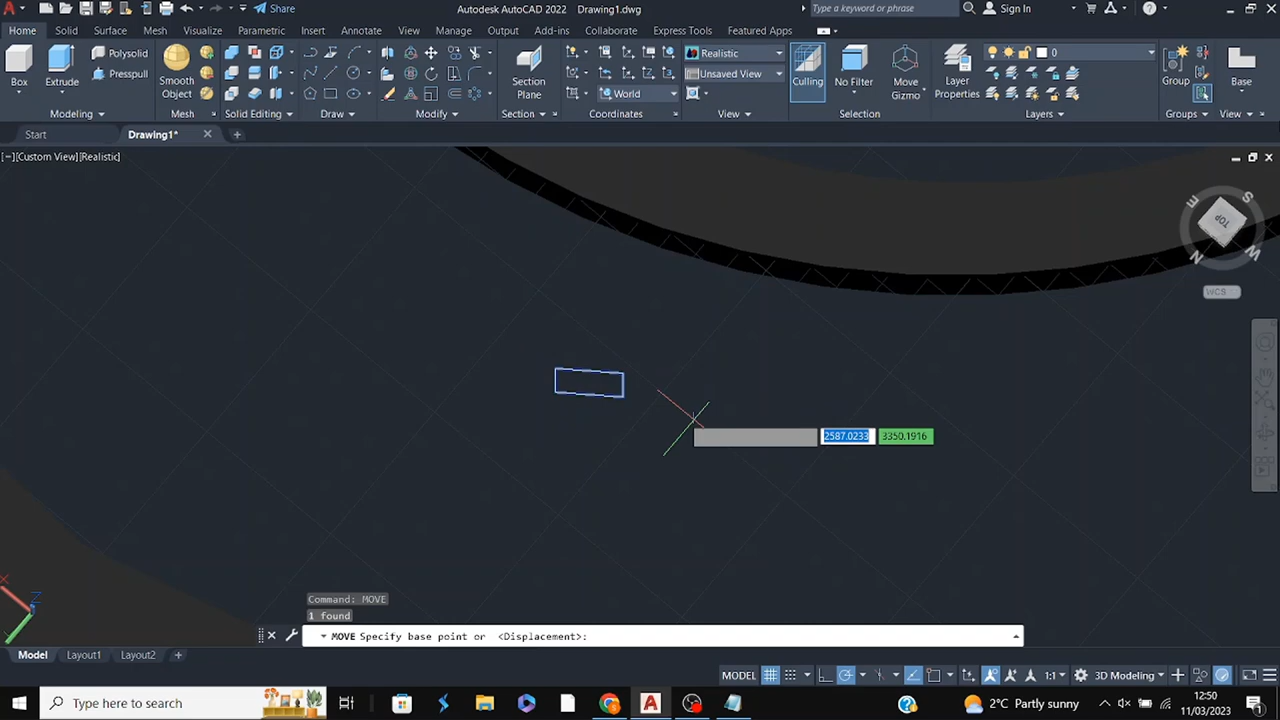 Share
Autodesk AutoCAD 2022 Drawing1.dwg
Type a keyword or phrase
Sign In
Home Solid Surface Mesh Visualize Parametric Insert Annotate View Manage Output Add-ins Collaborate Express Tools Featured Apps
Polysolid
Presspull
Box
Extrude
Smooth
Object
Section
Plane
World
Realistic
Unsaved View
Culling
No Filter
Move
Gizmo
Layer
Properties
0
Group
Base
Modeling Mesh Solid Editing Draw Modify Section Coordinates View Selection Layers Groups View
Start Drawing1*
[−][Custom View][Realistic]
S
E
TOP
W
N
WCS
2587.0233 3350.1916
X
Z
Command: MOVE
1 found
MOVE Specify base point or <Displacement>:
Model Layout1 Layout2
MODEL 1:1 3D Modeling
Type here to search
2°C Partly sunny
12:50
11/03/2023